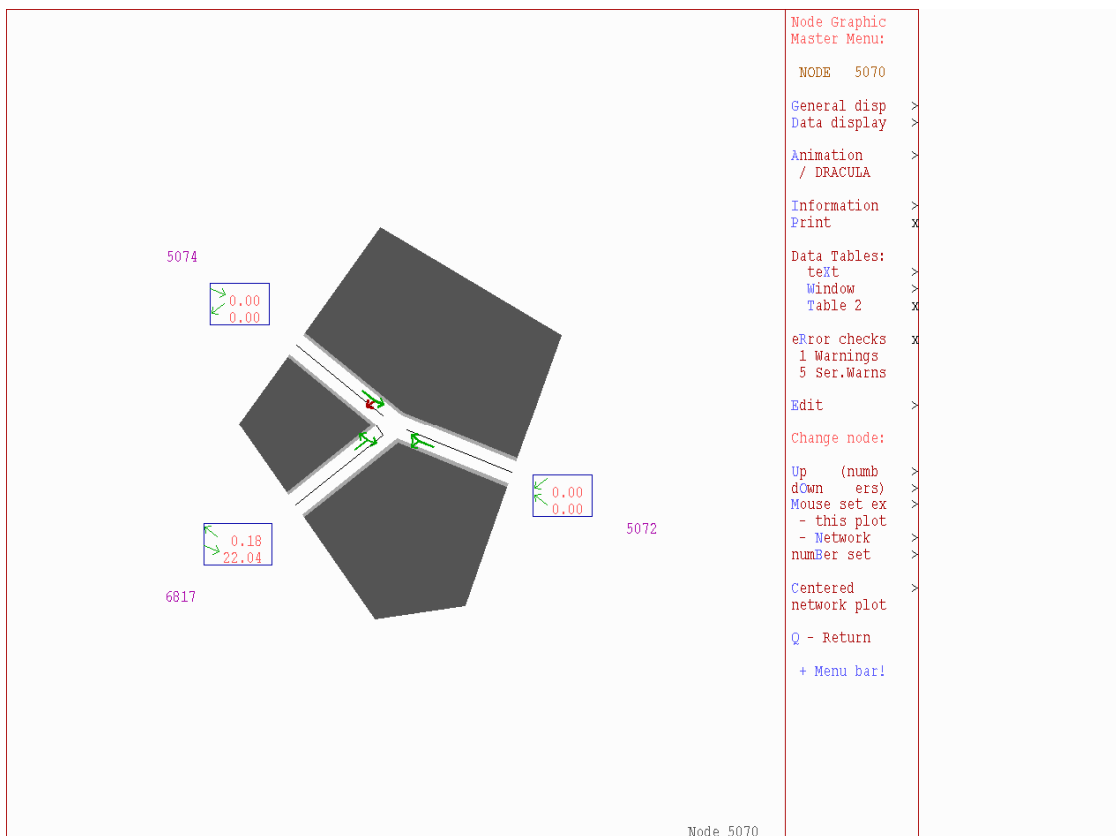 5074
0.00
0.00
0.00
0.00
5072
0.18
22.04
6817
Node 5070
Node Graphic
Master Menu:
NODE 5070
General disp >
Data display >
Animation >
/ DRACULA
Information >
Print x
Data Tables:
teXt >
Window >
Table 2 x
eRror checks x
1 Warnings
5 Ser.Warns
Edit >
Change node:
Up (numb >
dOwn ers) >
Mouse set ex >
- this plot
- Network >
numBer set >
Centered >
network plot
Q - Return
+ Menu bar!